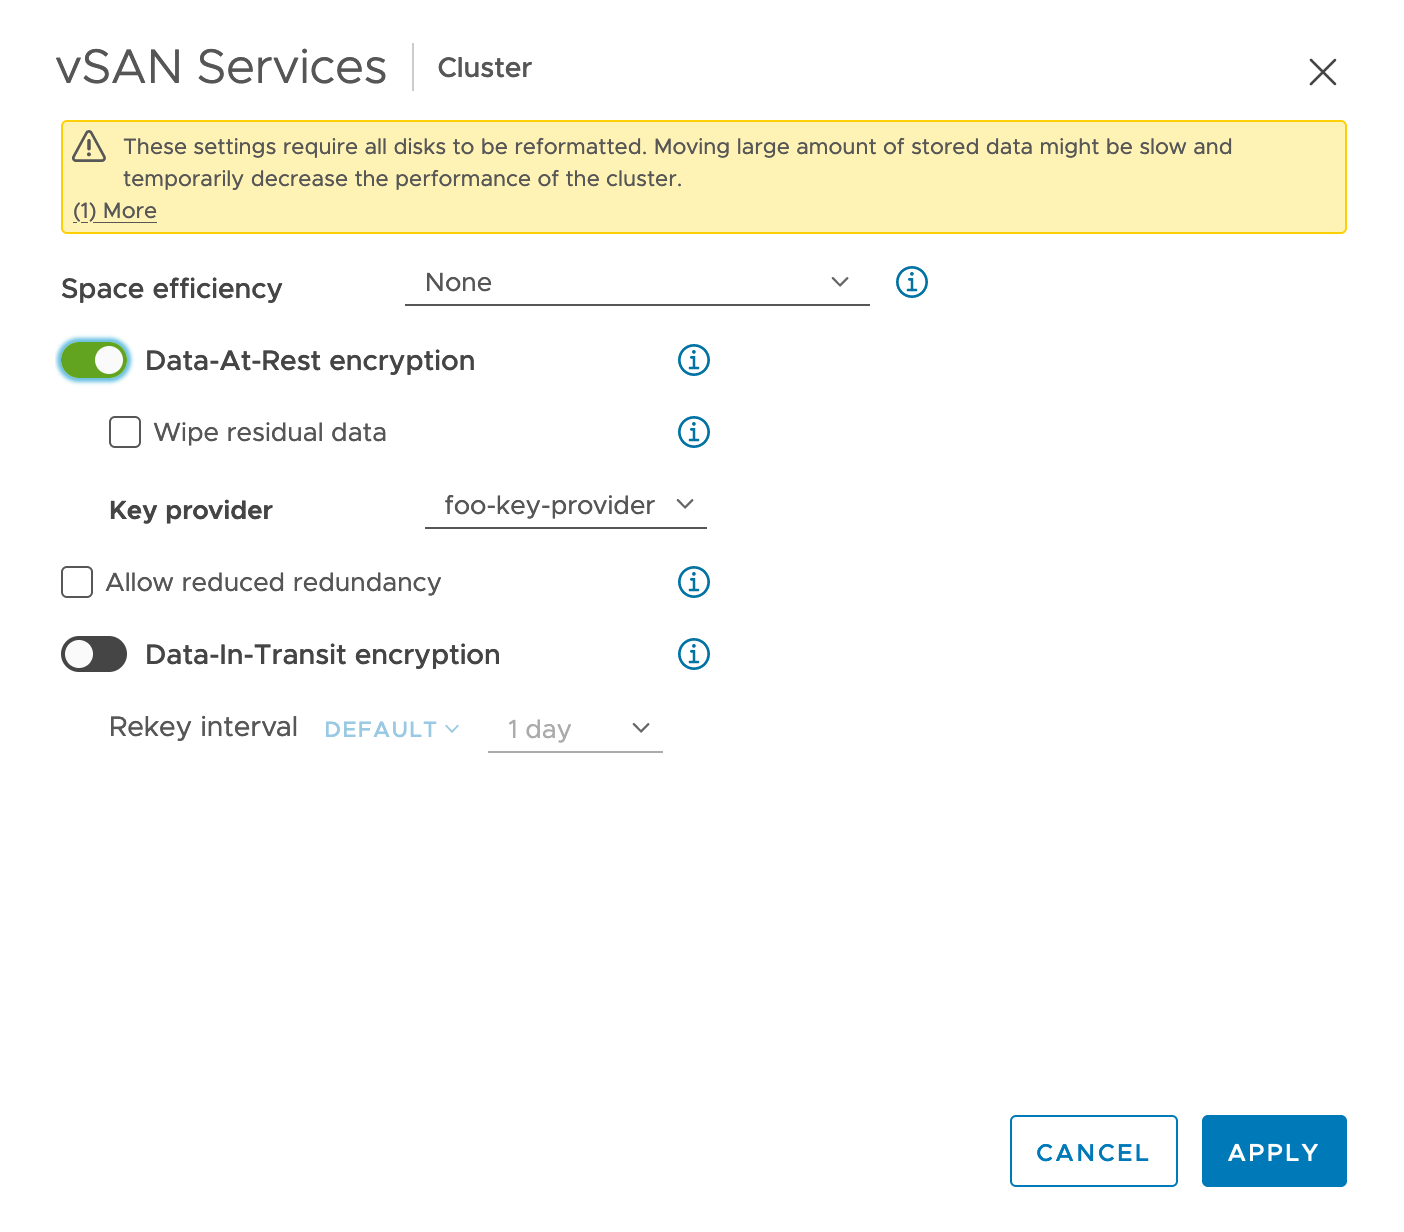 vSAN Services | Cluster
These settings require all disks to be reformatted. Moving large amount of stored data might be slow and
temporarily decrease the performance of the cluster.
(1) More
Space efficiency None
Data-At-Rest encryption
Wipe residual data
Key provider foo-key-provider
Allow reduced redundancy
Data-In-Transit encryption
Rekey interval DEFAULT 1 day
CANCEL APPLY